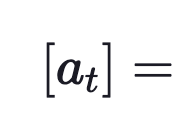 [a_t] =